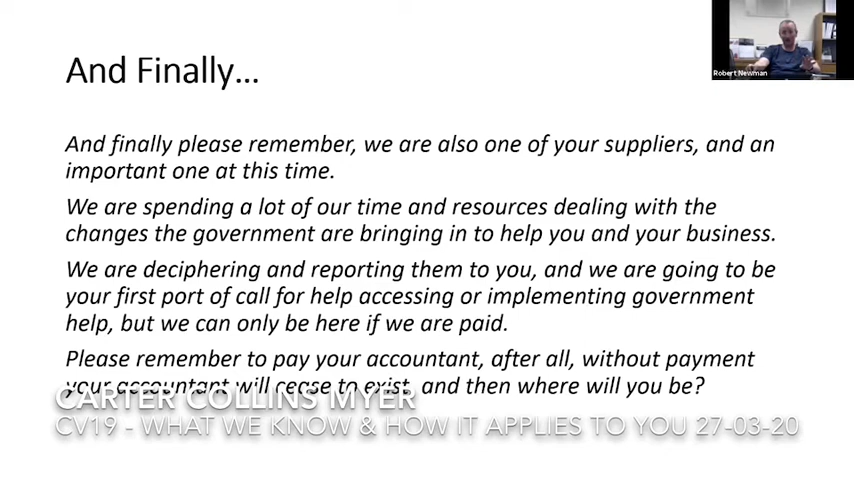 And Finally...
Robert Newman
And finally please remember, we are also one of your suppliers, and an
important one at this time.
We are spending a lot of our time and resources dealing with the
changes the government are bringing in to help you and your business.
We are deciphering and reporting them to you, and we are going to be
your first port of call for help accessing or implementing government
help, but we can only be here if we are paid.
Please remember to pay your accountant, after all, without payment
your accountant will cease to exist, and then where will you be?
CARTER COLLINS MYER
CV19 - WHAT WE KNOW & HOW IT APPLIES TO YOU 27-03-20